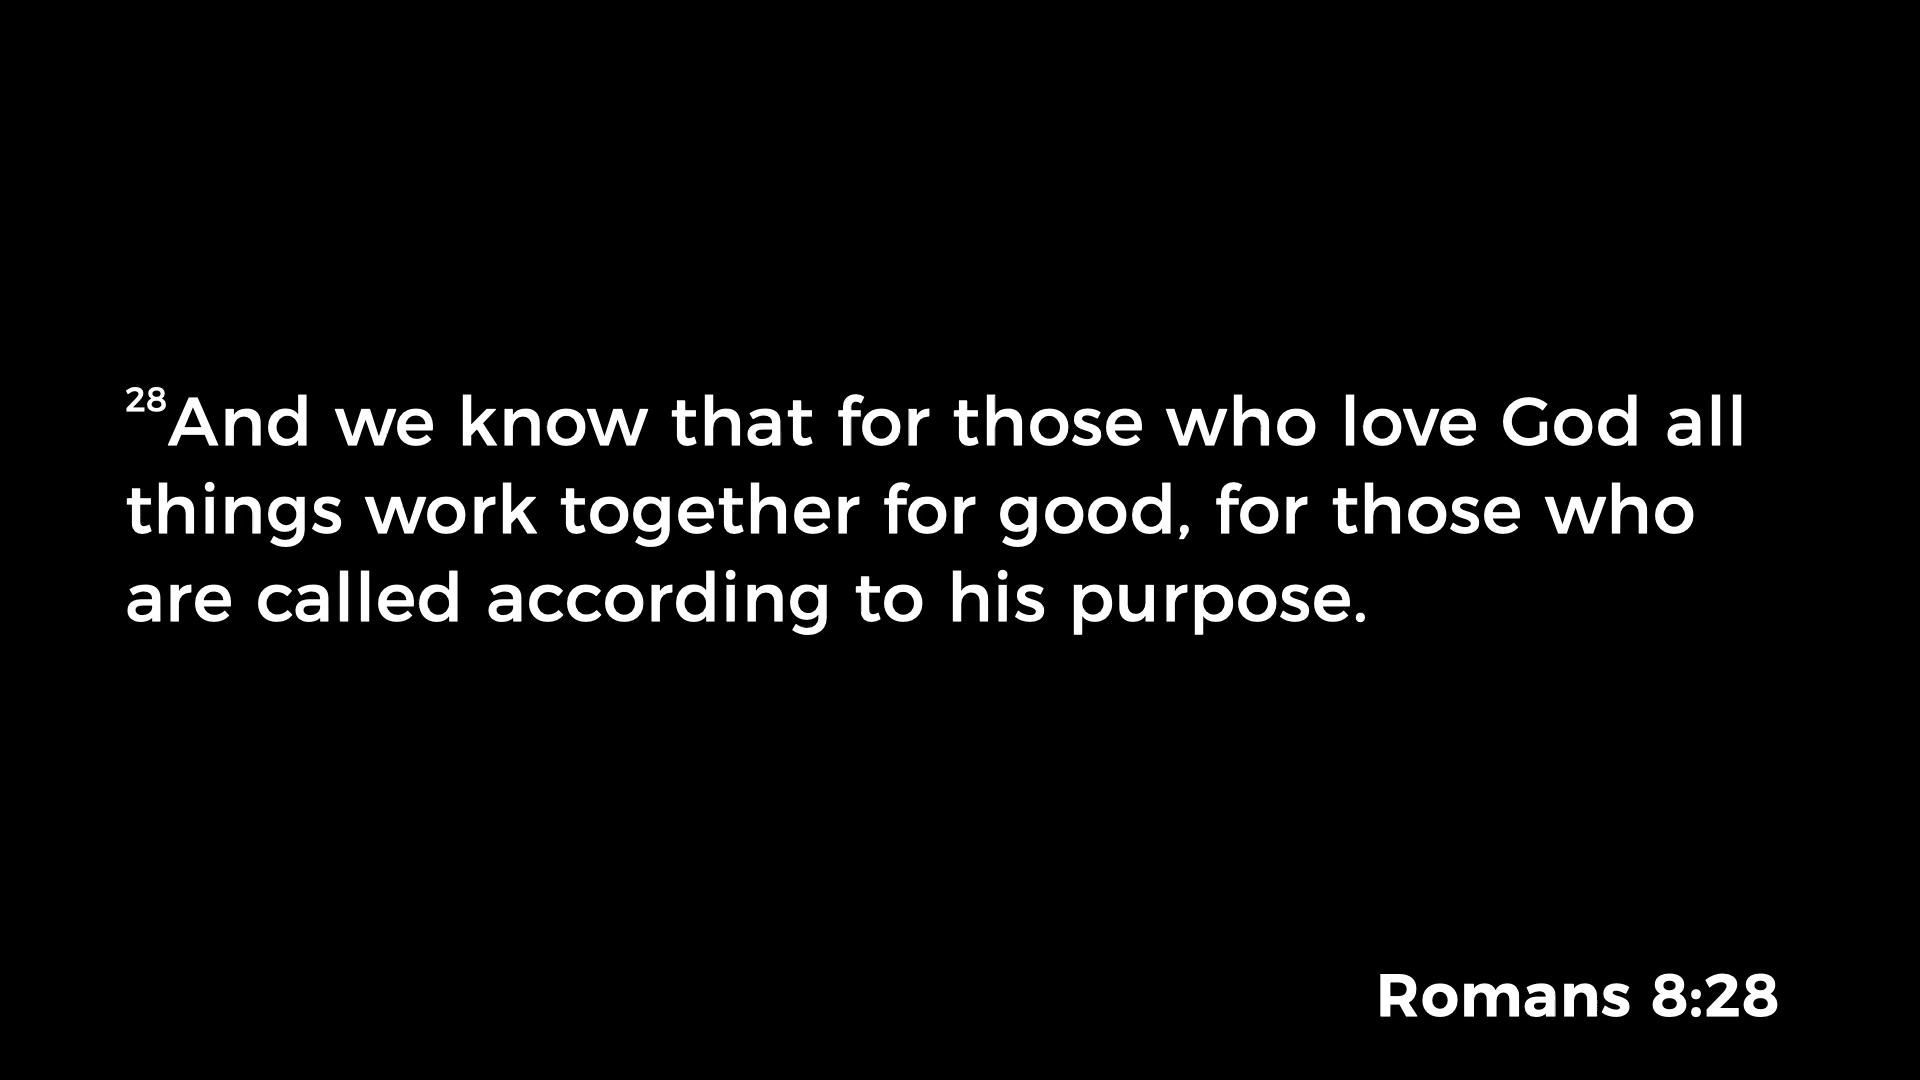 28And we know that for those who love God all
things work together for good, for those who
are called according to his purpose.
Romans 8:28